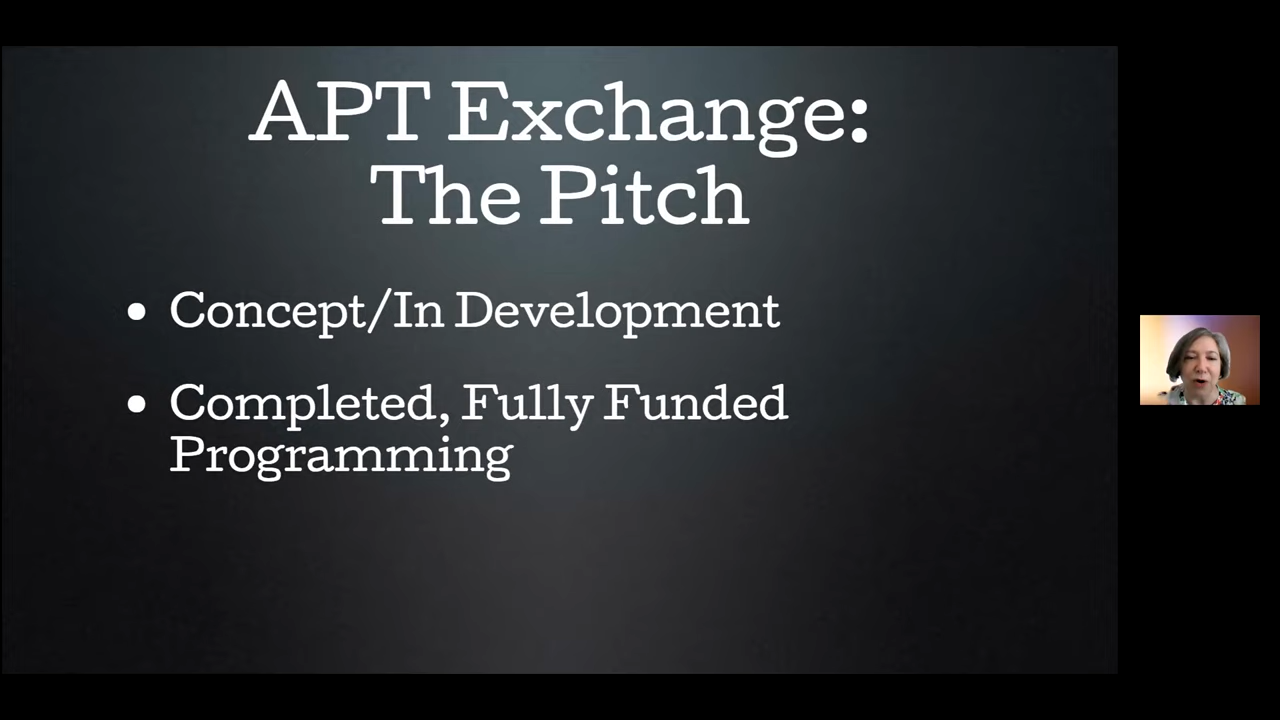 APT Exchange:
The Pitch
• Concept/In Development
• Completed, Fully Funded
Programming